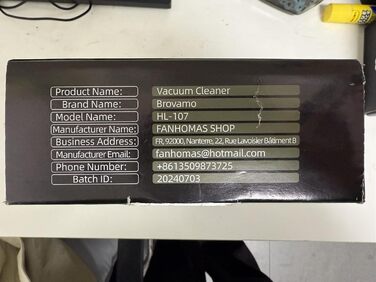 Product Name: Vacuum Cleaner
Brand Name: Brovamo
Model Name: HL-107
Manufacturer Name: FANHOMAS SHOP
Business Address: FR, 92000, Nanterre, 22, Rue Lavoisier Bâtiment B
Manufacturer Email: fanhomas@hotmail.com
Phone Number: +8613509873725
Batch ID: 20240703